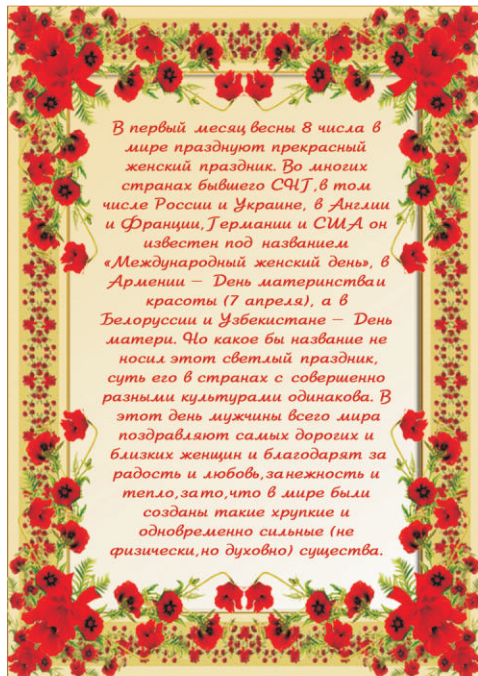 В первый месяц весны 8 числа в
мире празднуют прекрасный
женский праздник. Во многих
странах бывшего СНГ,в том
числе России и Украине, в Англии
и Франции, Германии и США он
известен под названием
«Международный женский день», в
Армении – День материнстваи
красоты (7 апреля), а в
Белоруссии и Узбекистане – День
матери. Но какое бы название не
носил этот светлый праздник,
суть его в странах с совершенно
разными культурами одинакова. В
этот день мужчины всего мира
поздравляют самых дорогих и
близких женщин и благодарят за
радость и любовь,занежность и
тепло,зато,что в мире были
созданы такие хрупкие и
одновременно сильные (не
физически,но духовно) существа.